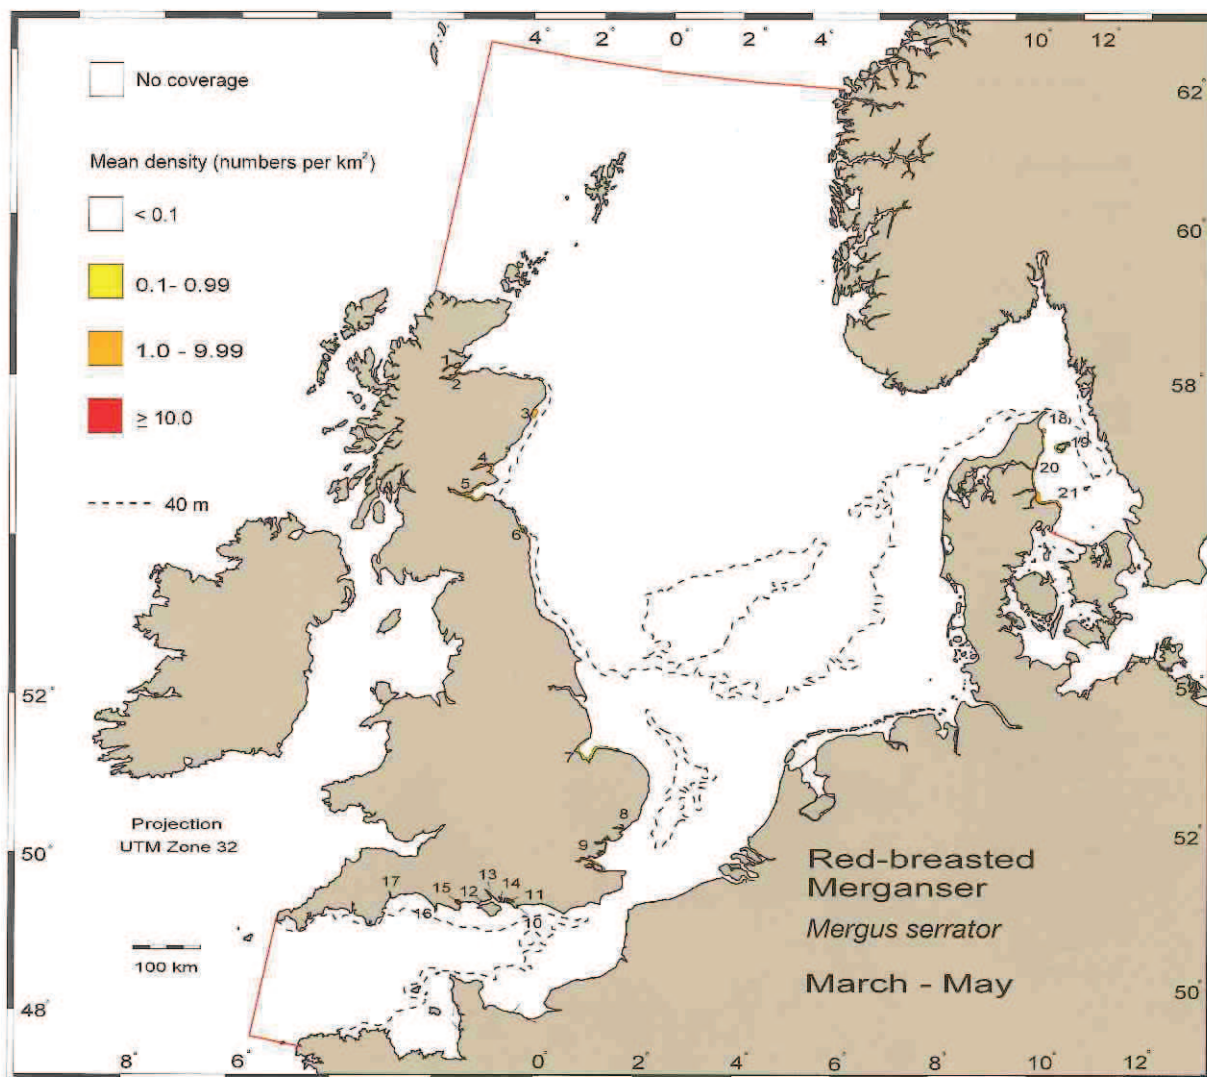 4° 2° 0° 2° 4° 10° 12°
No coverage
Mean density (numbers per km²)
< 0.1
0.1- 0.99
1.0 - 9.99
≥ 10.0
40 m
62°
60°
58°
54°
52°
50°
52°
50°
48°
1
2
3
4
5
6
7
8
9
10
11
12
13
14
15
16
17
18
19
20
21
Projection
UTM Zone 32
100 km
Red-breasted
Merganser
Mergus serrator
March - May
8° 6° 0° 2° 4° 6° 8° 10° 12°